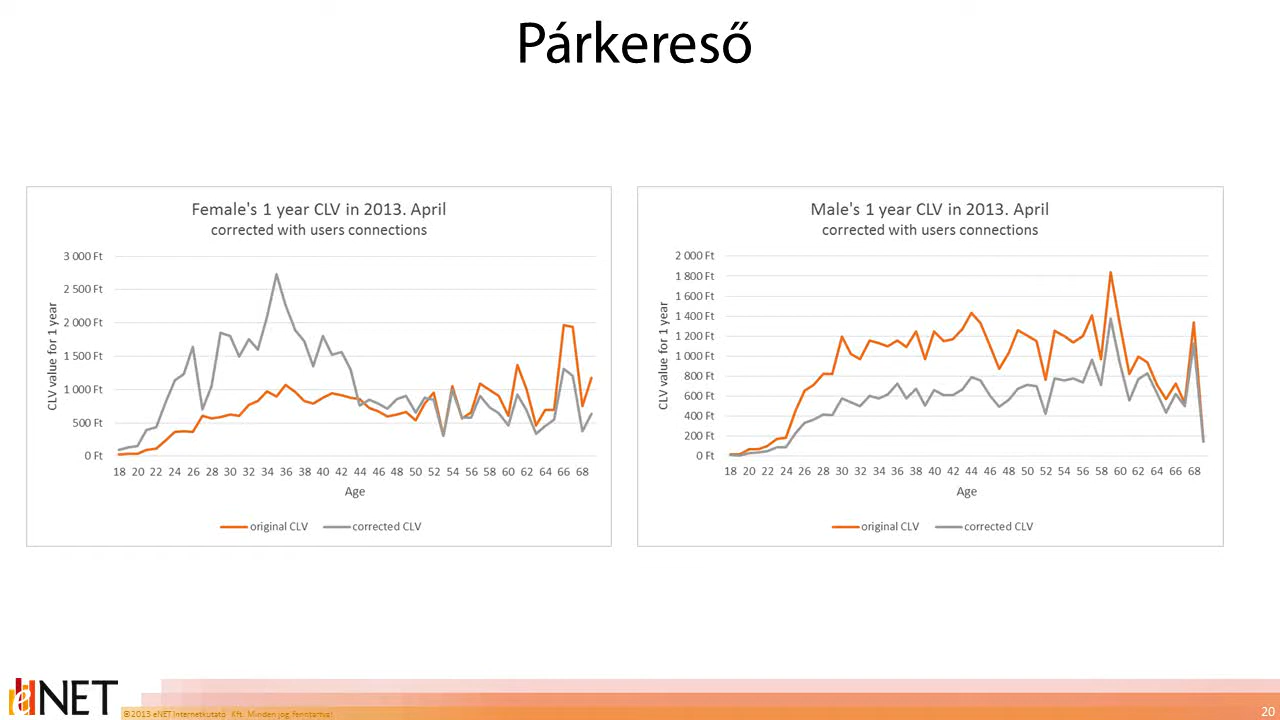 Párkereső
Female's 1 year CLV in 2013. April
corrected with users connections
CLV value for 1 year
3 000 Ft
2 500 Ft
2 000 Ft
1 500 Ft
1 000 Ft
500 Ft
0 Ft
18 20 22 24 26 28 30 32 34 36 38 40 42 44 46 48 50 52 54 56 58 60 62 64 66 68
Age
original CLV corrected CLV
Male's 1 year CLV in 2013. April
corrected with users connections
CLV value for 1 year
2 000 Ft
1 800 Ft
1 600 Ft
1 400 Ft
1 200 Ft
1 000 Ft
800 Ft
600 Ft
400 Ft
200 Ft
0 Ft
18 20 22 24 26 28 30 32 34 36 38 40 42 44 46 48 50 52 54 56 58 60 62 64 66 68
Age
original CLV corrected CLV
eNET
©2013 eNET Internetkutató Kft. Minden jog fenntartva!
20